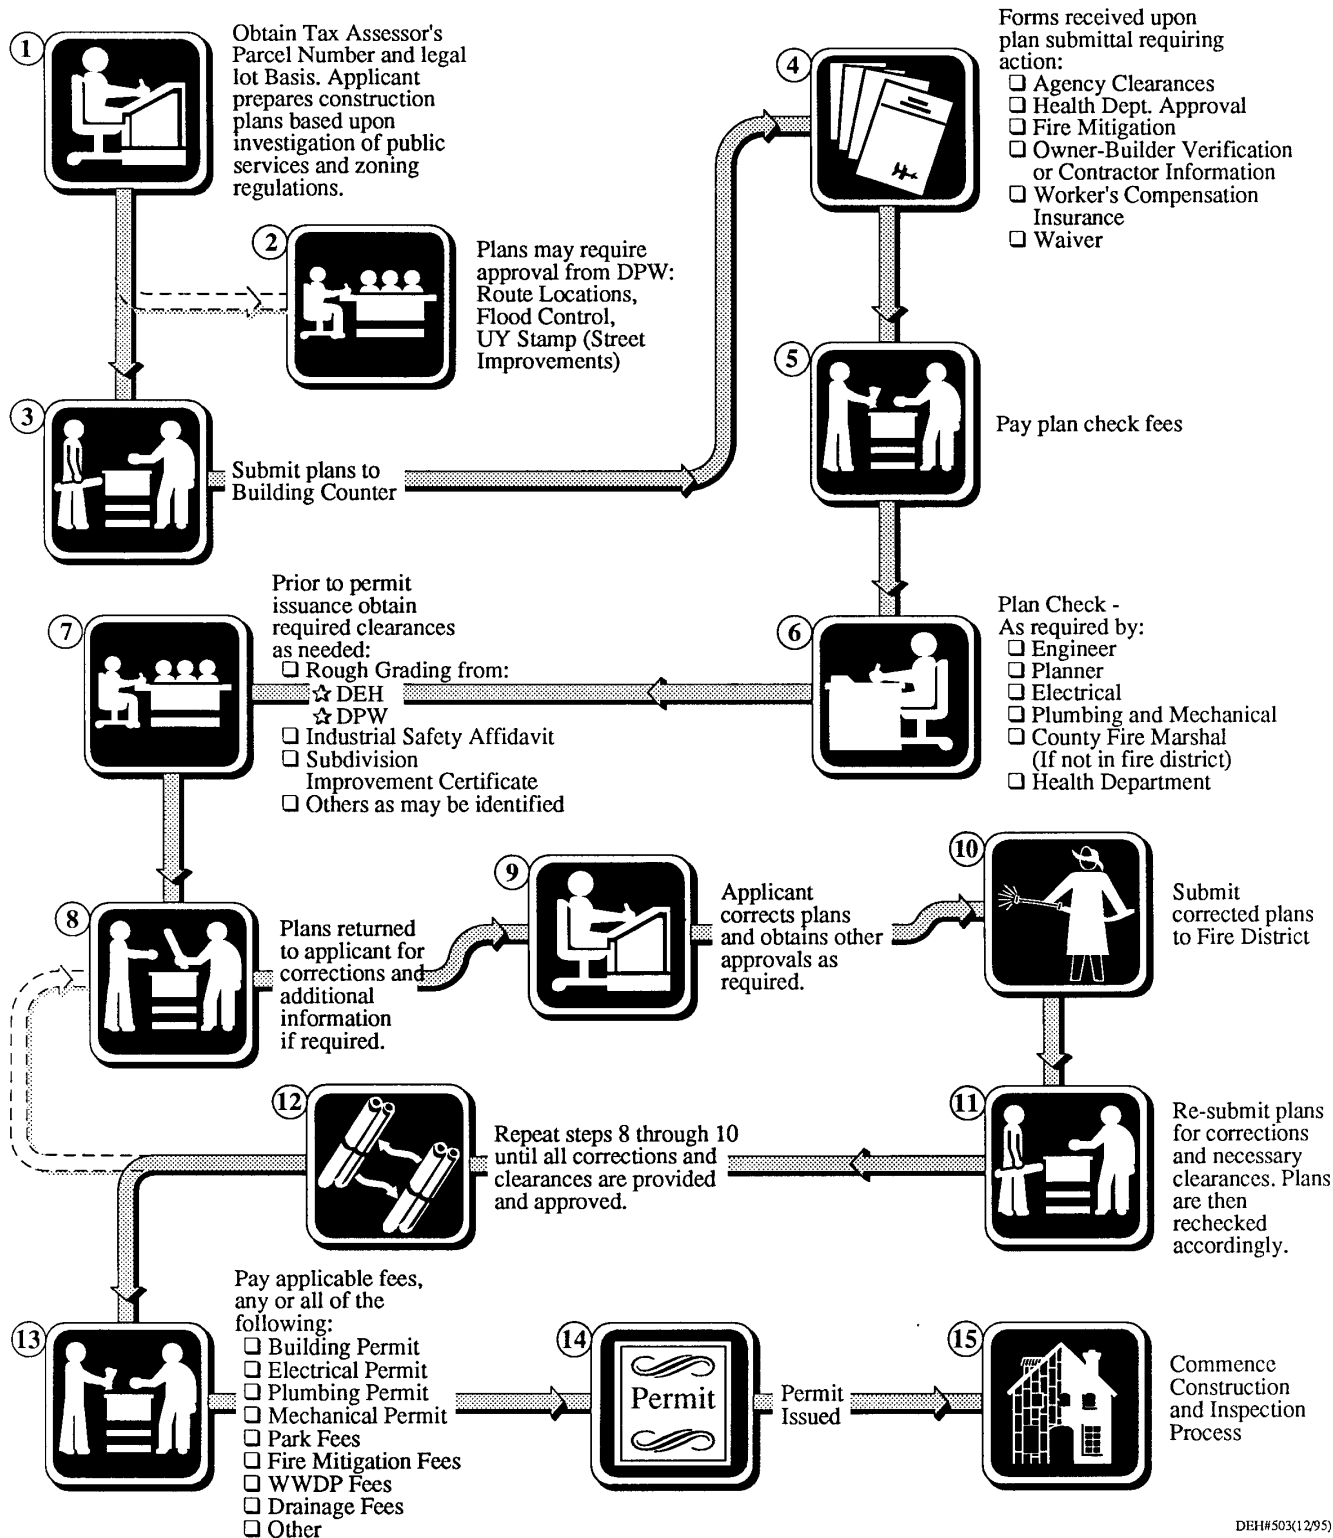 1
Obtain Tax Assessor's
Parcel Number and legal
lot Basis. Applicant
prepares construction
plans based upon
investigation of public
services and zoning
regulations.
2
Plans may require
approval from DPW:
Route Locations,
Flood Control,
UY Stamp (Street
Improvements)
3
Submit plans to
Building Counter
4
Forms received upon
plan submittal requiring
action:
❏ Agency Clearances
❏ Health Dept. Approval
❏ Fire Mitigation
❏ Owner-Builder Verification
or Contractor Information
❏ Worker's Compensation
Insurance
❏ Waiver
5
Pay plan check fees
6
Plan Check -
As required by:
❏ Engineer
❏ Planner
❏ Electrical
❏ Plumbing and Mechanical
❏ County Fire Marshal
(If not in fire district)
❏ Health Department
7
Prior to permit
issuance obtain
required clearances
as needed:
❏ Rough Grading from:
☆ DEH
☆ DPW
❏ Industrial Safety Affidavit
❏ Subdivision
Improvement Certificate
❏ Others as may be identified
8
Plans returned
to applicant for
corrections and
additional
information
if required.
9
Applicant
corrects plans
and obtains other
approvals as
required.
10
Submit
corrected plans
to Fire District
11
Re-submit plans
for corrections
and necessary
clearances. Plans
are then
rechecked
accordingly.
12
Repeat steps 8 through 10
until all corrections and
clearances are provided
and approved.
13
Pay applicable fees,
any or all of the
following:
❏ Building Permit
❏ Electrical Permit
❏ Plumbing Permit
❏ Mechanical Permit
❏ Park Fees
❏ Fire Mitigation Fees
❏ WWDP Fees
❏ Drainage Fees
❏ Other
14
Permit
Permit
Issued
15
Commence
Construction
and Inspection
Process
DEH#503(12/95)